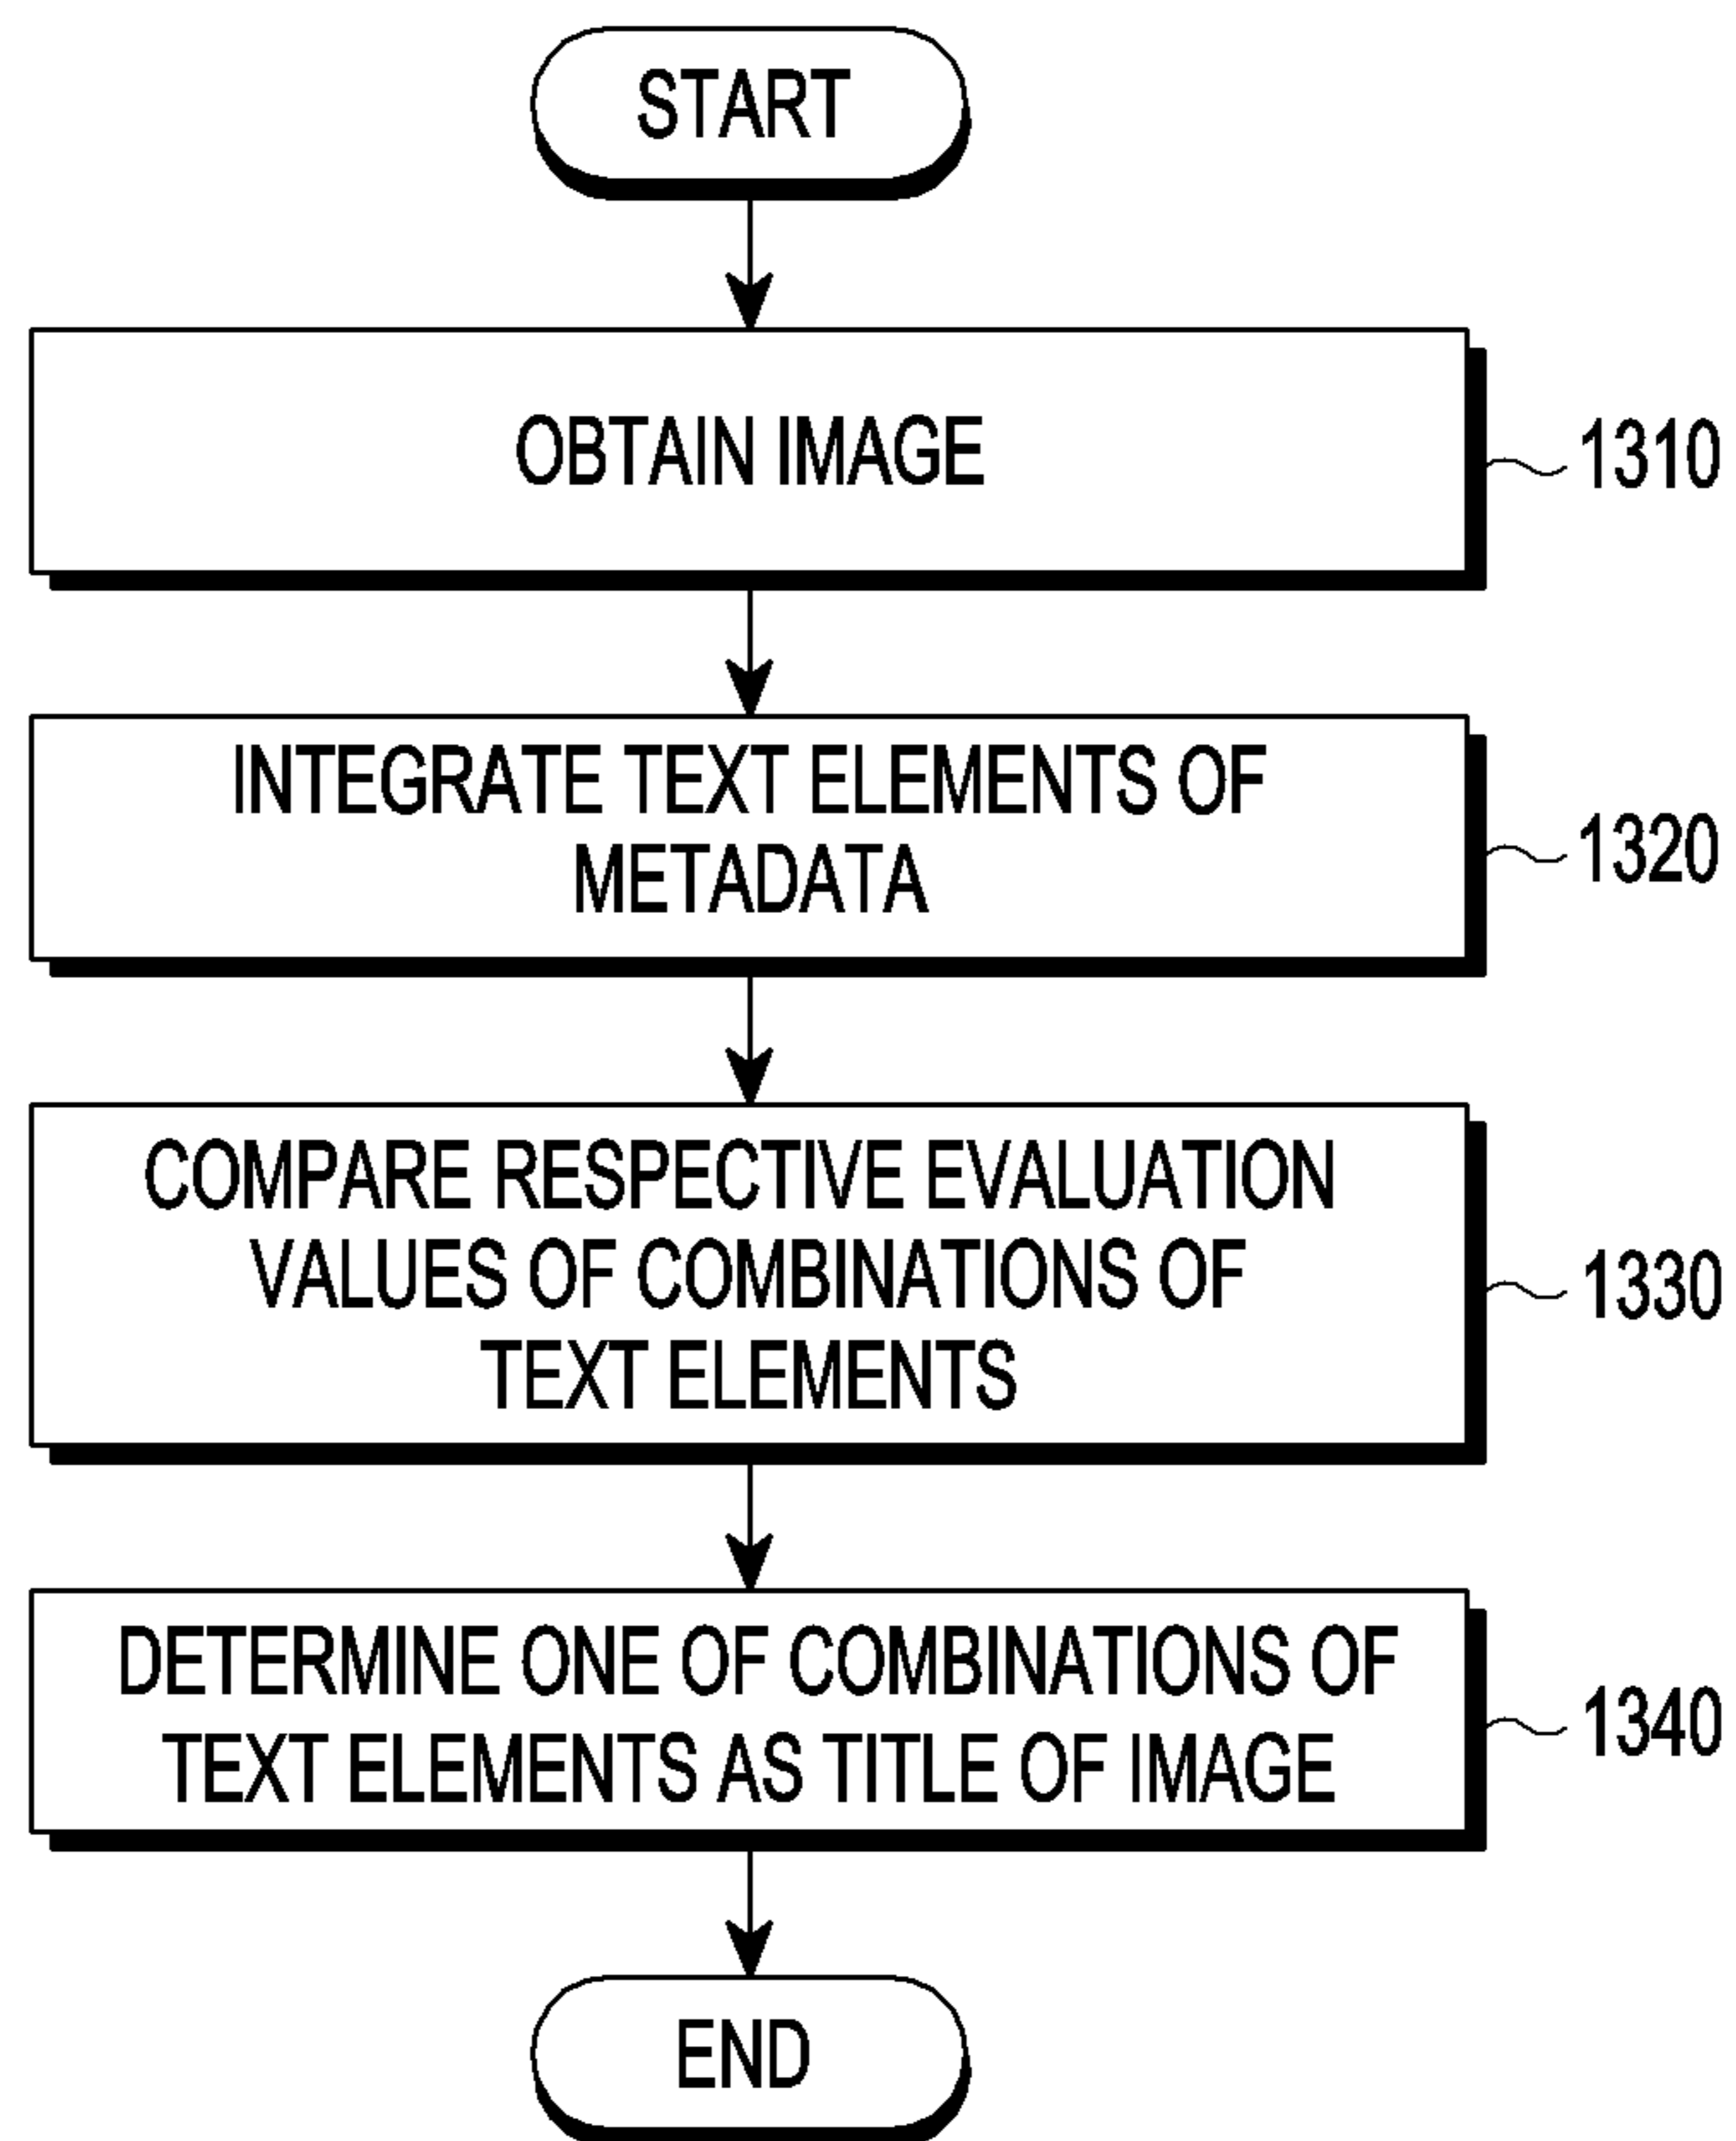 START
OBTAIN IMAGE
1310
INTEGRATE TEXT ELEMENTS OF
METADATA
1320
COMPARE RESPECTIVE EVALUATION
VALUES OF COMBINATIONS OF
TEXT ELEMENTS
1330
DETERMINE ONE OF COMBINATIONS OF
TEXT ELEMENTS AS TITLE OF IMAGE
1340
END